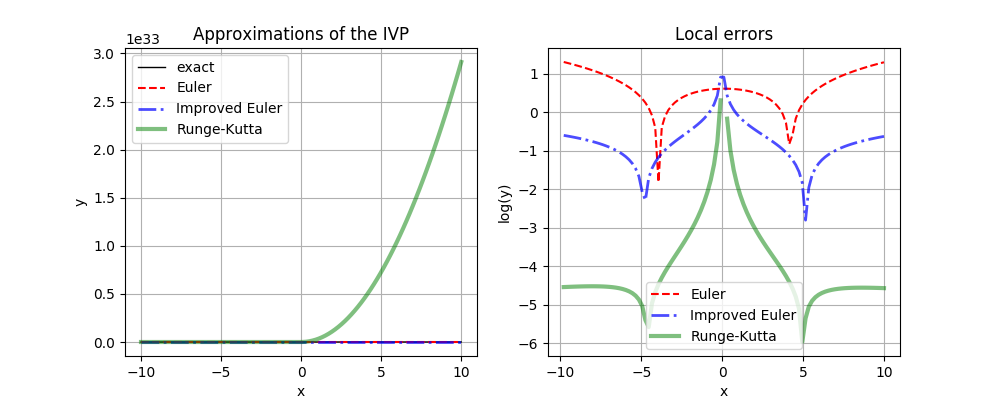 Approximations of the IVP
1e33
3.0
2.5
2.0
1.5
1.0
0.5
0.0
y
exact
Euler
Improved Euler
Runge-Kutta
−10
−5
0
5
10
x
Local errors
1
0
−1
−2
−3
−4
−5
−6
log(y)
Euler
Improved Euler
Runge-Kutta
−10
−5
0
5
10
x